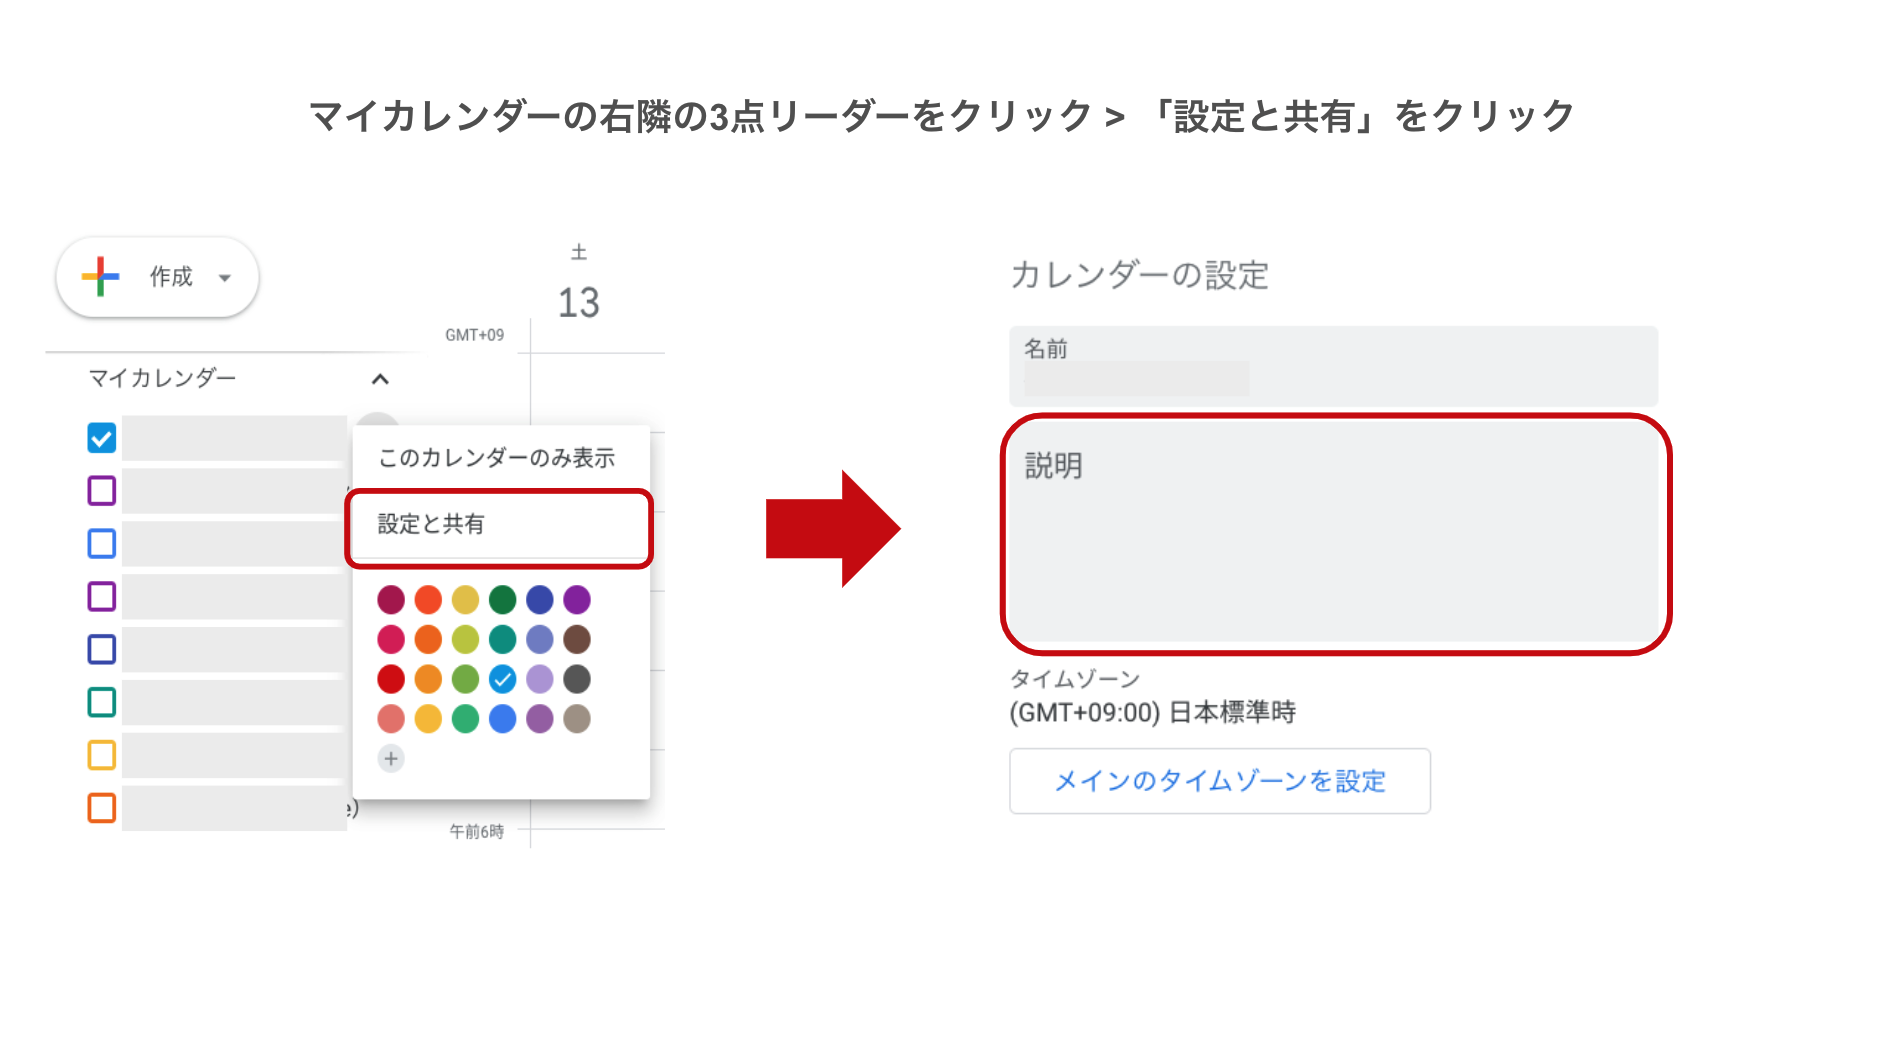 マイカレンダーの右隣の3点リーダーをクリック > 「設定と共有」をクリック
作成
土
13
GMT+09
マイカレンダー
このカレンダーのみ表示
設定と共有
e)
午前6時
カレンダーの設定
名前
説明
タイムゾーン
(GMT+09:00) 日本標準時
メインのタイムゾーンを設定